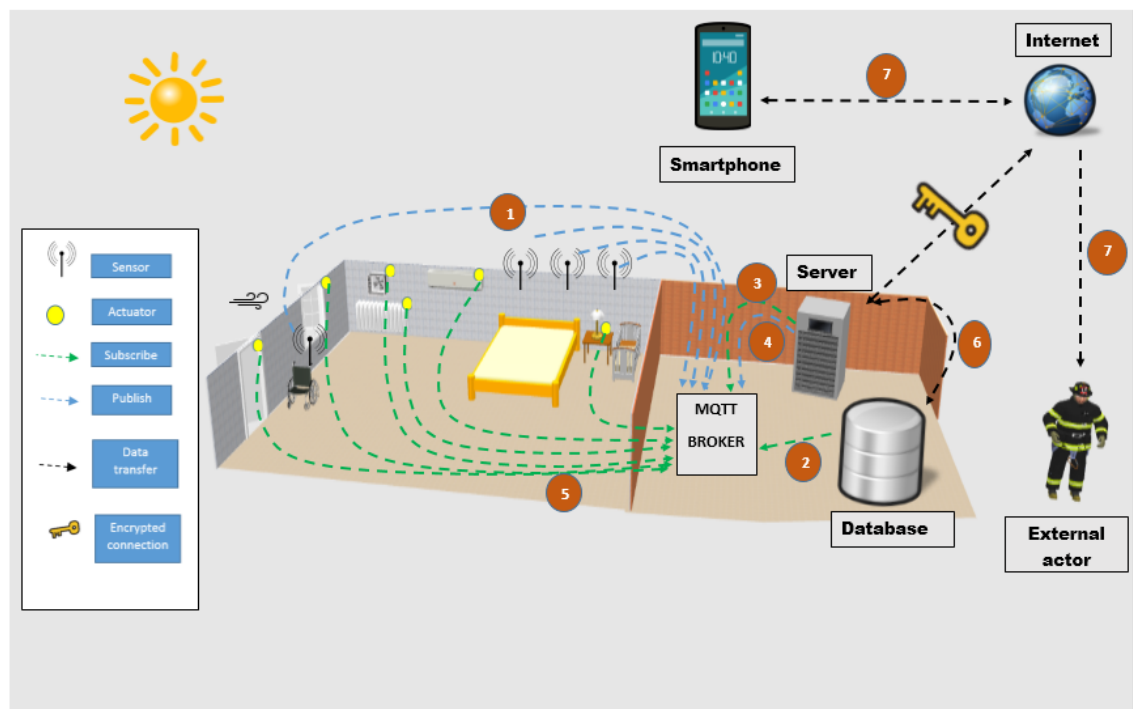 Internet
10:40
7
Smartphone
1
7
Server
3
4
6
Sensor
Actuator
Subscribe
Publish
Data
transfer
Encrypted
connection
MQTT
BROKER
2
5
Database
External
actor